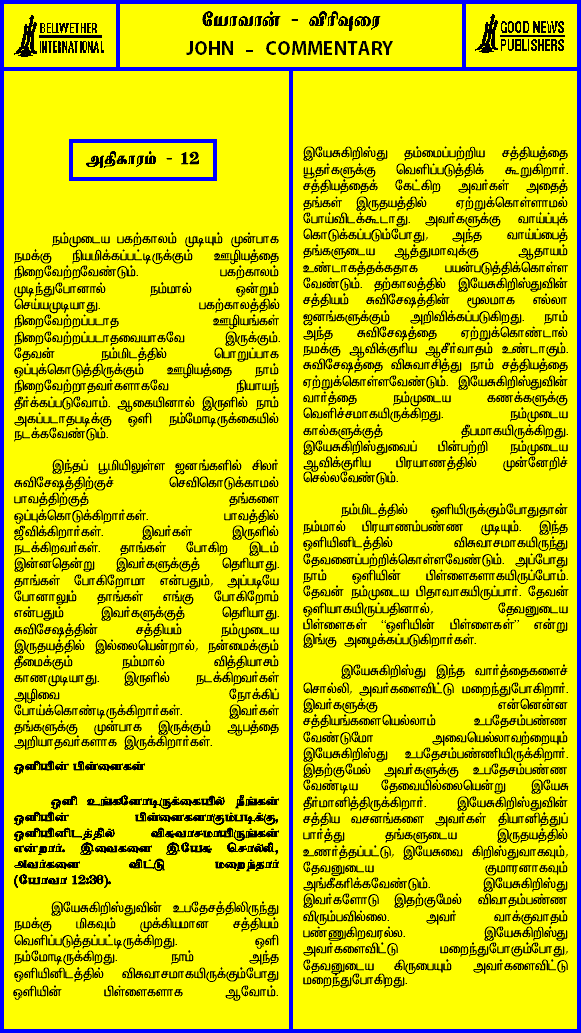 BELWETHER
INTERNATIONAL
யோவான் - விரிவுரை
JOHN - COMMENTARY
GOOD NEWS
PUBLISHERS
அதிகாரம் - 12
நம்முடைய பகற்காலம் முடியும் முன்பாக
நமக்கு நியமிக்கப்பட்டிருக்கும் ஊழியத்தை
நிறைவேற்றவேண்டும். பகற்காலம்
முடிந்துபோனால் நம்மால் ஒன்றும்
செய்யமுடியாது. பகற்காலத்தில்
நிறைவேற்றப்படாத ஊழியங்கள்
நிறைவேற்றப்படாதவையாகவே இருக்கும்.
தேவன் நம்மிடத்தில் பொறுப்பாக
ஒப்புக்கொடுத்திருக்கும் ஊழியத்தை நாம்
நிறைவேற்றாதவர்களாகவே நியாயந்
தீர்க்கப்படுவோம். ஆகையினால் இருளில் நாம்
அகப்படாதபடிக்கு ஒளி நம்மோடிருக்கையில்
நடக்கவேண்டும்.
இந்தப் பூமியிலுள்ள ஜனங்களில் சிலர்
சுவிசேஷத்திற்குச் செவிகொடுக்காமல்
பாவத்திற்குத் தங்களை
ஒப்புக்கொடுக்கிறார்கள். பாவத்தில்
ஜீவிக்கிறார்கள். இவர்கள் இருளில்
நடக்கிறவர்கள். தாங்கள் போகிற இடம்
இன்னதென்று இவர்களுக்குத் தெரியாது.
தாங்கள் போகிறோமா என்பதும், அப்படியே
போனாலும் தாங்கள் எங்கு போகிறோம்
என்பதும் இவர்களுக்குத் தெரியாது.
சுவிசேஷத்தின் சத்தியம் நம்முடைய
இருதயத்தில் இல்லையென்றால், நன்மைக்கும்
தீமைக்கும் நம்மால் வித்தியாசம்
காணமுடியாது. இருளில் நடக்கிறவர்கள்
அழிவை நோக்கிப்
போய்க்கொண்டிருக்கிறார்கள். இவர்கள்
தங்களுக்கு முன்பாக இருக்கும் ஆபத்தை
அறியாதவர்களாக இருக்கிறார்கள்.
ஒளியின் பிள்ளைகள்
ஒளி உங்களோடிருக்கையில் நீங்கள்
ஒளியின் பிள்ளைகளாகும்படிக்கு,
ஒளியினிடத்தில் விசுவாசமாயிருங்கள்
என்றார். இவைகளை இயேசு சொல்லி,
அவர்களை விட்டு மறைந்தார்
(யோவா 12:36).
இயேசுகிறிஸ்துவின் உபதேசத்திலிருந்து
நமக்கு மிகவும் முக்கியமான சத்தியம்
வெளிப்படுத்தப்பட்டிருக்கிறது. ஒளி
நம்மோடிருக்கிறது. நாம் அந்த
ஒளியினிடத்தில் விசுவாசமாகயிருக்கும்போது
ஒளியின் பிள்ளைகளாக ஆவோம்.
இயேசுகிறிஸ்து தம்மைப்பற்றிய சத்தியத்தை
யூதர்களுக்கு வெளிப்படுத்திக் கூறுகிறார்.
சத்தியத்தைக் கேட்கிற அவர்கள் அதைத்
தங்கள் இருதயத்தில் ஏற்றுக்கொள்ளாமல்
போய்விடக்கூடாது. அவர்களுக்கு வாய்ப்புக்
கொடுக்கப்படும்போது, அந்த வாய்ப்பைத்
தங்களுடைய ஆத்துமாவுக்கு ஆதாயம்
உண்டாகத்தக்கதாக பயன்படுத்திக்கொள்ள
வேண்டும். தற்காலத்தில் இயேசுகிறிஸ்துவின்
சத்தியம் சுவிசேஷத்தின் மூலமாக எல்லா
ஜனங்களுக்கும் அறிவிக்கப்படுகிறது. நாம்
அந்த சுவிசேஷத்தை ஏற்றுக்கொண்டால்
நமக்கு ஆவிக்குரிய ஆசீர்வாதம் உண்டாகும்.
சுவிசேஷத்தை விசுவாசித்து நாம் சத்தியத்தை
ஏற்றுக்கொள்ளவேண்டும். இயேசுகிறிஸ்துவின்
வார்த்தை நம்முடைய கணக்களுக்கு
வெளிச்சமாகயிருக்கிறது. நம்முடைய
கால்களுக்குத் தீபமாகயிருக்கிறது.
இயேசுகிறிஸ்துவைப் பின்பற்றி நம்முடைய
ஆவிக்குரிய பிரயாணத்தில் முன்னேறிச்
செல்லவேண்டும்.
நம்மிடத்தில் ஒளியிருக்கும்போதுதான்
நம்மால் பிரயாணம்பண்ண முடியும். இந்த
ஒளியினிடத்தில் விசுவாசமாகயிருந்து
தேவனைப்பற்றிக்கொள்ளவேண்டும். அப்போது
நாம் ஒளியின் பிள்ளைகளாகயிருப்போம்.
தேவன் நம்முடைய பிதாவாகயிருப்பார். தேவன்
ஒளியாகயிருப்பதினால், தேவனுடைய
பிள்ளைகள் “ஒளியின் பிள்ளைகள்” என்று
இங்கு அழைக்கப்படுகிறார்கள்.
இயேசுகிறிஸ்து இந்த வார்த்தைகளைச்
சொல்லி, அவர்களைவிட்டு மறைந்துபோகிறார்.
இவர்களுக்கு என்னென்ன
சத்தியங்களையெல்லாம் உபதேசம்பண்ண
வேண்டுமோ அவையெல்லாவற்றையும்
இயேசுகிறிஸ்து உபதேசம்பண்ணியிருக்கிறார்.
இதற்குமேல் அவர்களுக்கு உபதேசம்பண்ண
வேண்டிய தேவையில்லையென்று இயேசு
தீர்மானித்திருக்கிறார். இயேசுகிறிஸ்துவின்
சத்திய வசனங்களை அவர்கள் தியானித்துப்
பார்த்து தங்களுடைய இருதயத்தில்
உணர்த்தப்பட்டு, இயேசுவை கிறிஸ்துவாகவும்,
தேவனுடைய குமாரனாகவும்
அங்கீகரிக்கவேண்டும். இயேசுகிறிஸ்து
இவர்களோடு இதற்குமேல் விவாதம்பண்ண
விரும்பவில்லை. அவர் வாக்குவாதம்
பண்ணுகிறவரல்ல. இயேசுகிறிஸ்து
அவர்களைவிட்டு மறைந்துபோகும்போது,
தேவனுடைய கிருபையும் அவர்களைவிட்டு
மறைந்துபோகிறது.